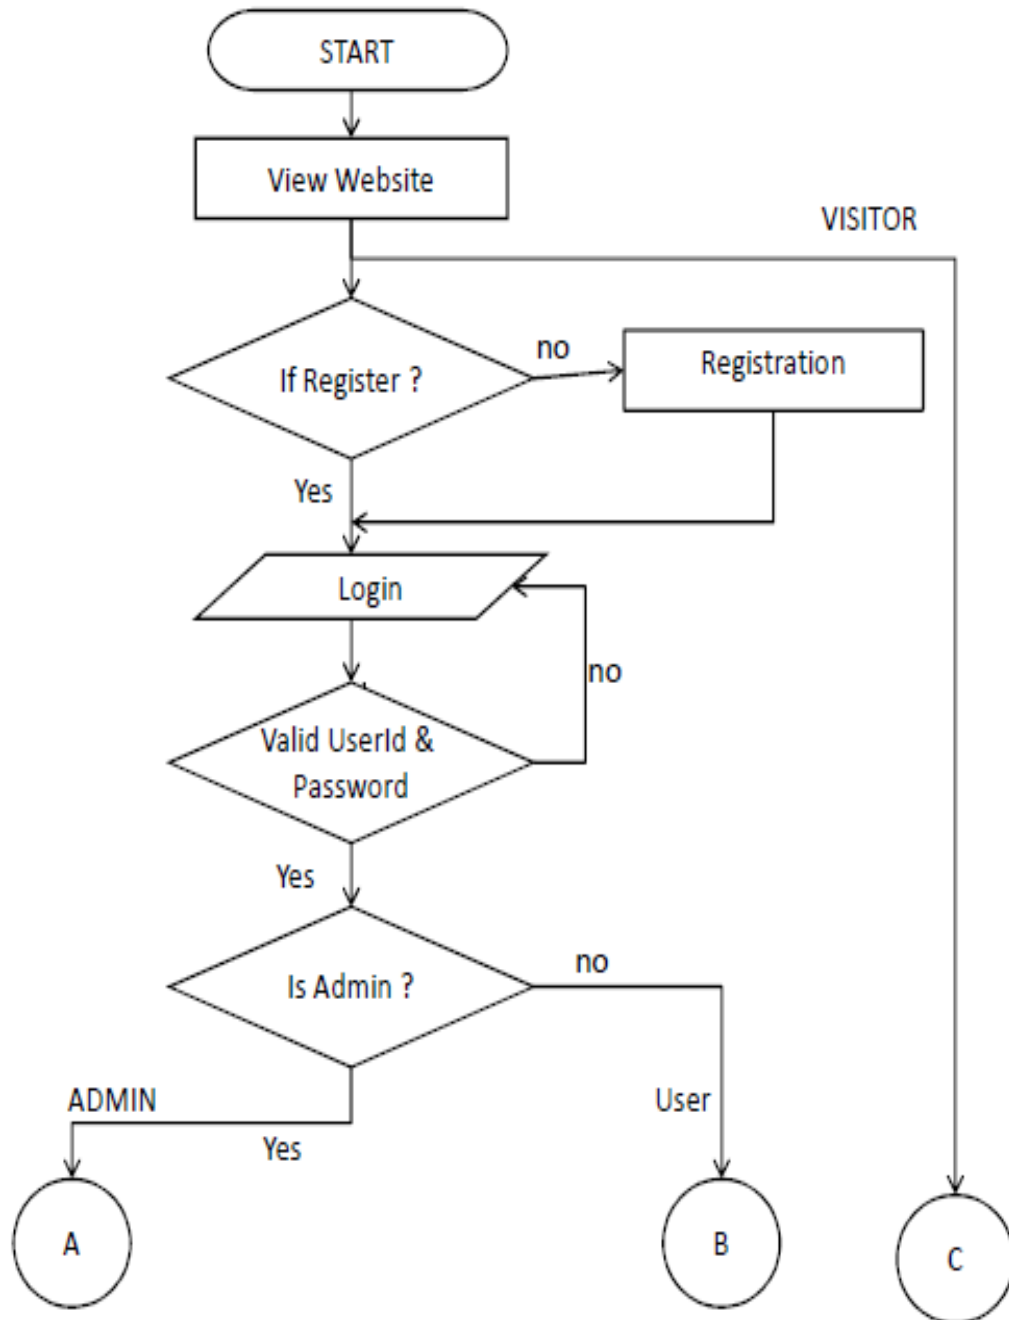 START
View Website
VISITOR
If Register ?
no
Registration
Yes
Login
no
Valid UserId &
Password
Yes
Is Admin ?
no
ADMIN
Yes
User
A
B
C